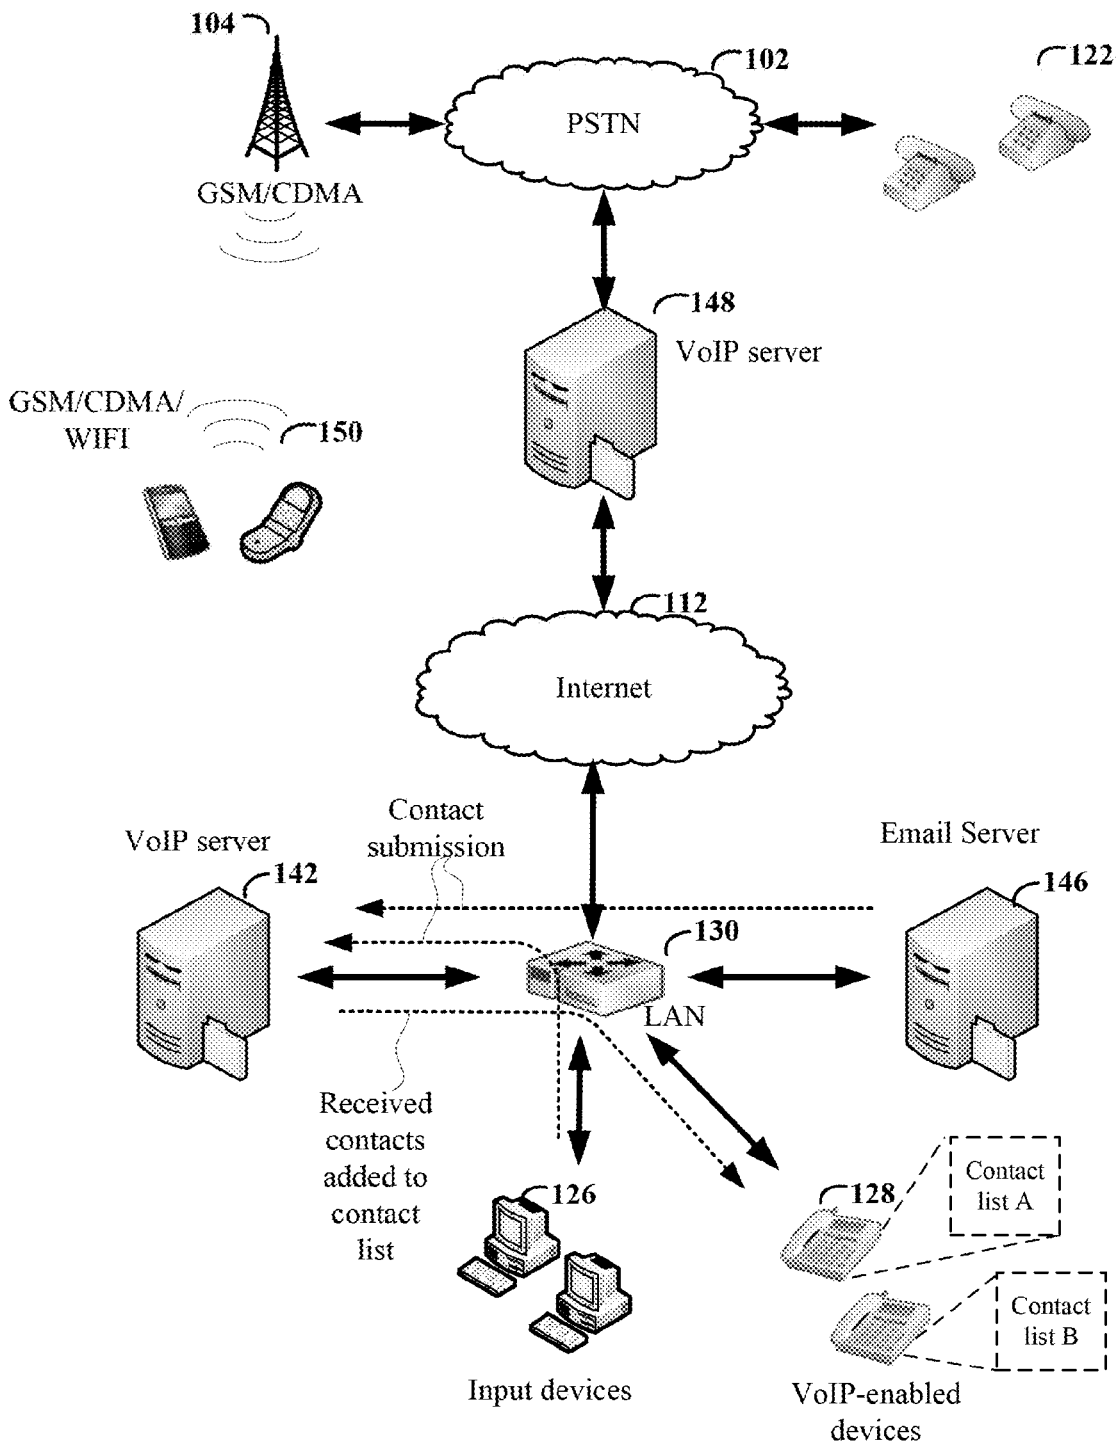 104
102
122
PSTN
GSM/CDMA
148
VoIP server
GSM/CDMA/
WIFI
150
112
Internet
Contact
submission
VoIP server
142
Email Server
146
130
LAN
Received
contacts
added to
contact
list
126
Input devices
128
Contact
list A
Contact
list B
VoIP-enabled
devices